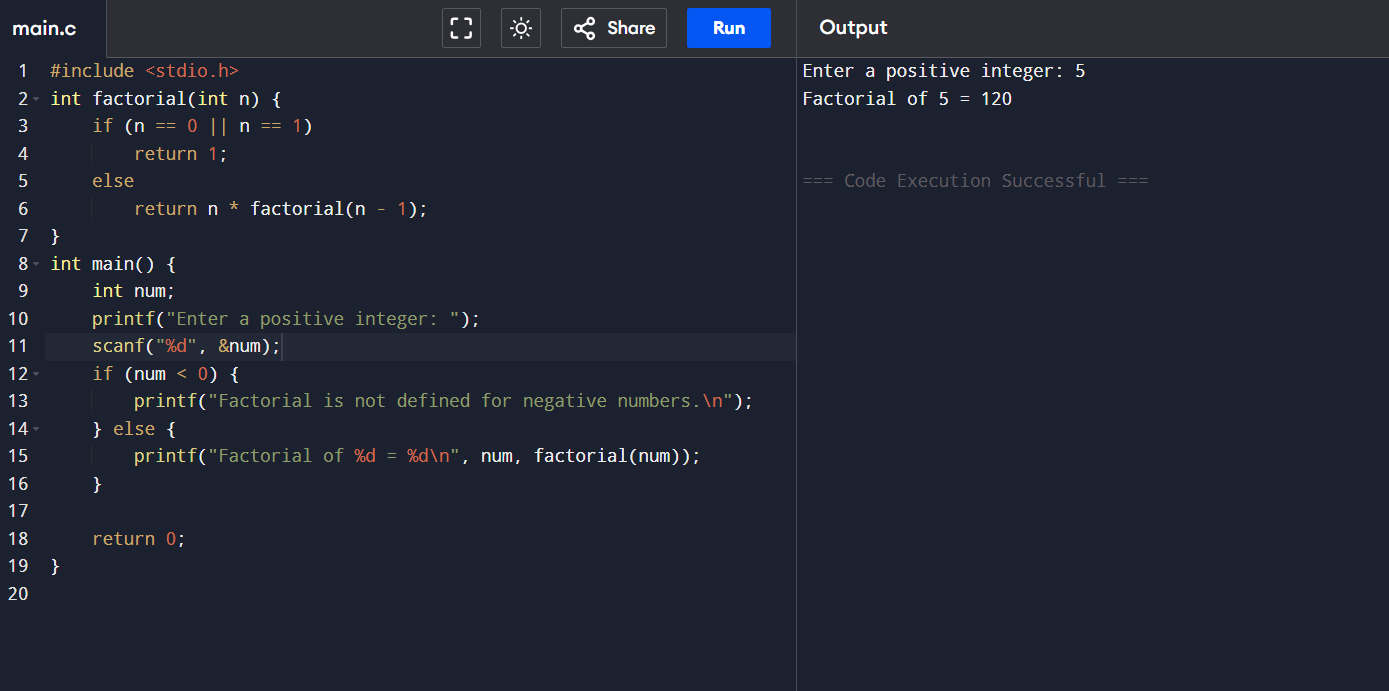 main.c
Share
Run
Output
1 #include <stdio.h>
2 int factorial(int n) {
3     if (n == 0 || n == 1)
4         return 1;
5     else
6         return n * factorial(n - 1);
7 }
8 int main() {
9     int num;
10     printf("Enter a positive integer: ");
11     scanf("%d", &num);
12     if (num < 0) {
13         printf("Factorial is not defined for negative numbers.\n");
14     } else {
15         printf("Factorial of %d = %d\n", num, factorial(num));
16     }
17
18     return 0;
19 }
20
Enter a positive integer: 5
Factorial of 5 = 120
=== Code Execution Successful ===